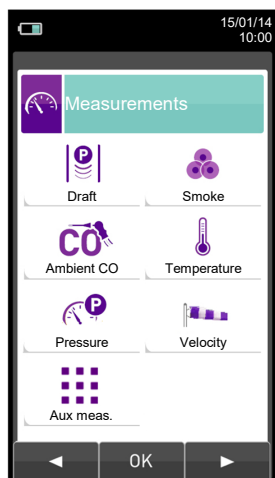 15/01/14
10:00
Measurements
P
Draft
Smoke
CO
Ambient CO
Temperature
P
Pressure
Velocity
Aux meas.
OK